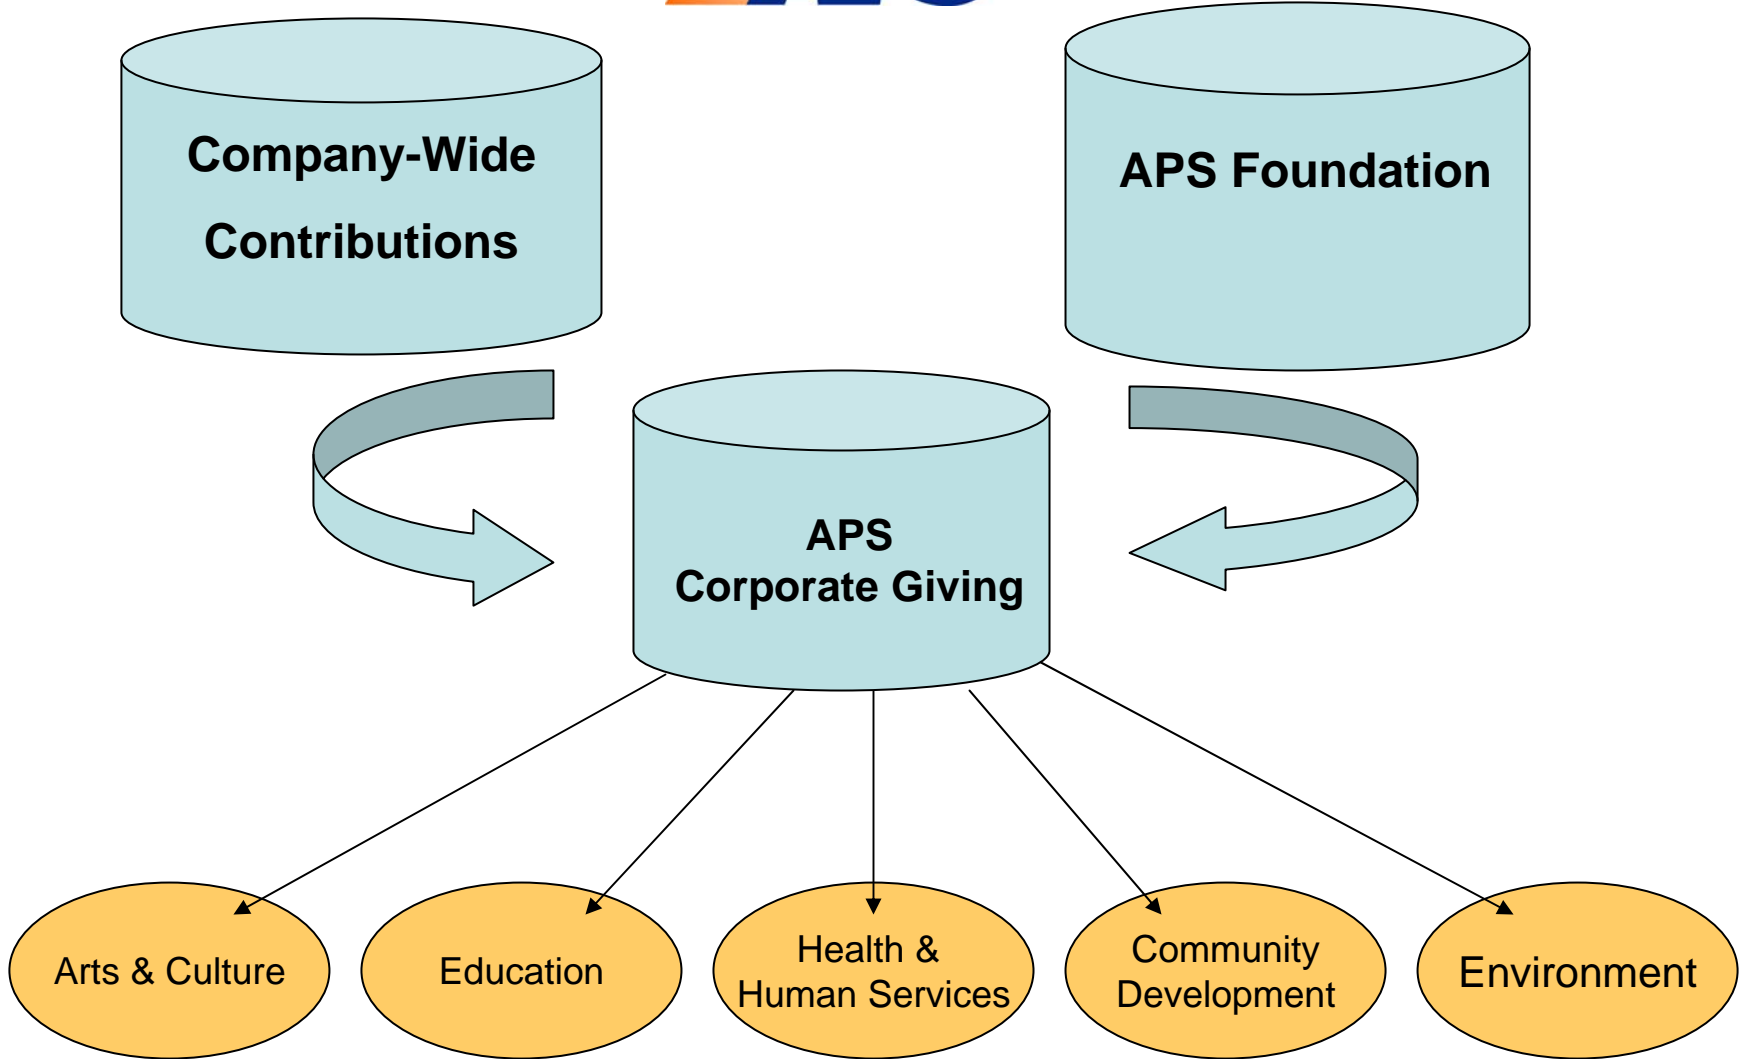 Company-Wide
Contributions
APS Foundation
APS
Corporate Giving
Arts & Culture
Education
Health &
Human Services
Community
Development
Environment